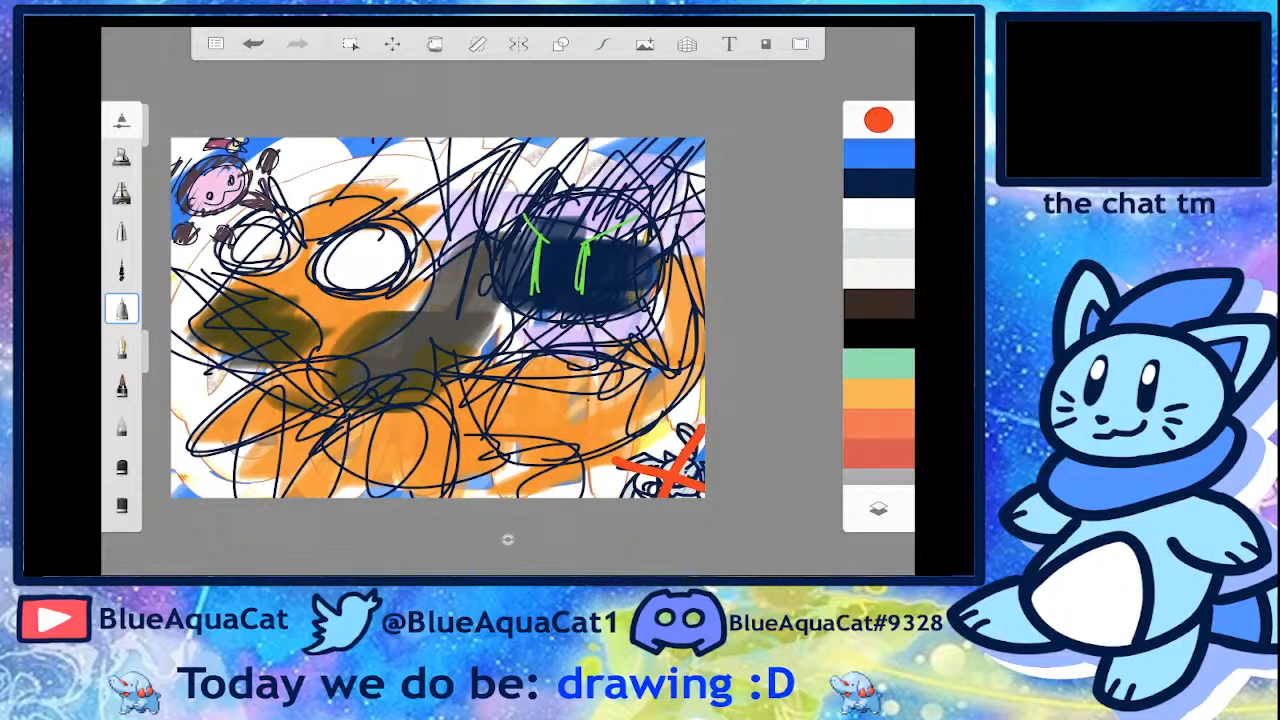 T
the chat tm
BlueAquaCat
@BlueAquaCat1
BlueAquaCat#9328
Today we do be: drawing :D